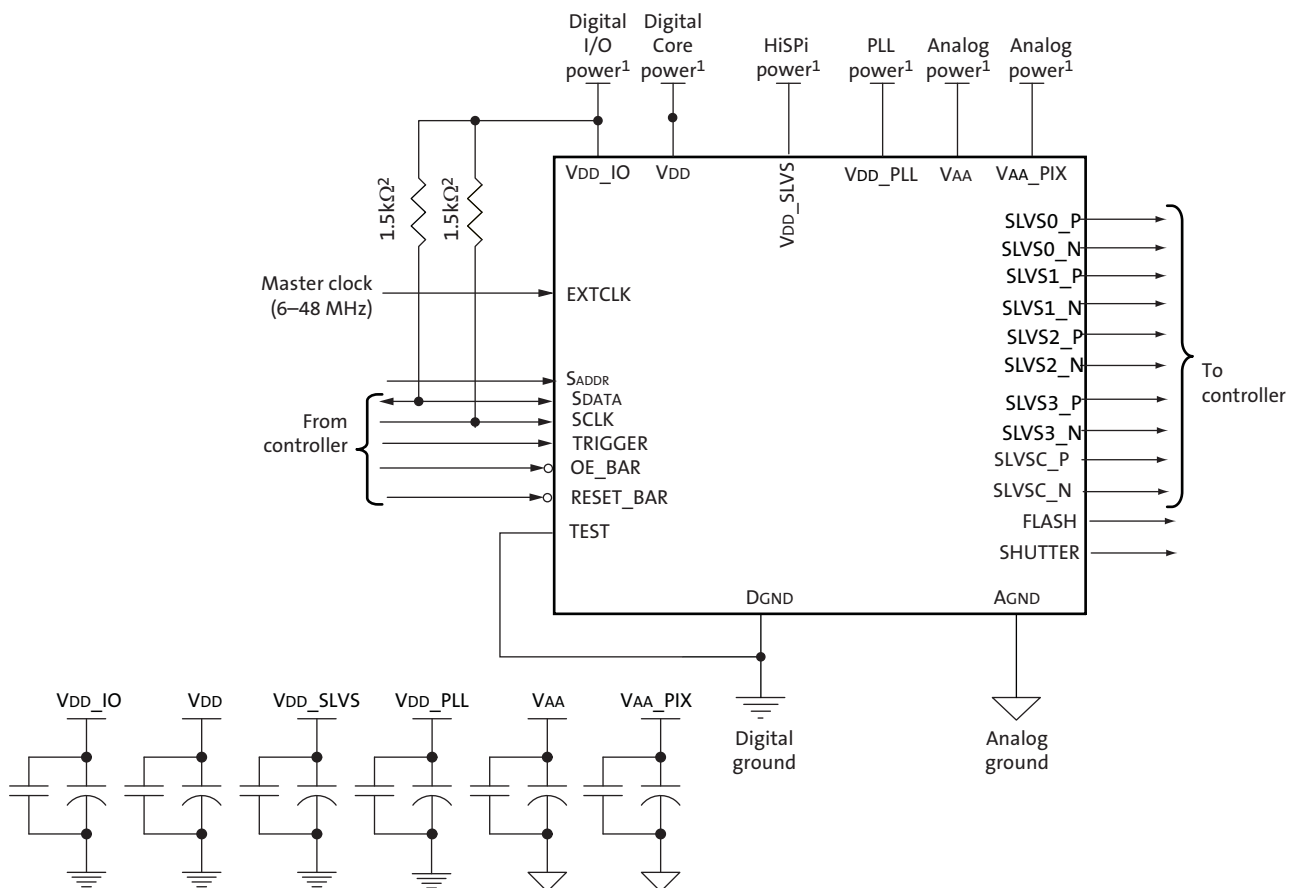 Digital
I/O
power1
Digital
Core
power1
HiSPi
power1
PLL
power1
Analog
power1
Analog
power1
VDD_IO
VDD
VDD_SLVS
VDD_PLL
VAA
VAA_PIX
1.5kΩ2
1.5kΩ2
Master clock
(6–48 MHz)
EXTCLK
SADDR
SDATA
SCLK
TRIGGER
OE_BAR
RESET_BAR
TEST
From
controller
SLVS0_P
SLVS0_N
SLVS1_P
SLVS1_N
SLVS2_P
SLVS2_N
SLVS3_P
SLVS3_N
SLVSC_P
SLVSC_N
FLASH
SHUTTER
To
controller
DGND
AGND
Digital
ground
Analog
ground
VDD_IO
VDD
VDD_SLVS
VDD_PLL
VAA
VAA_PIX